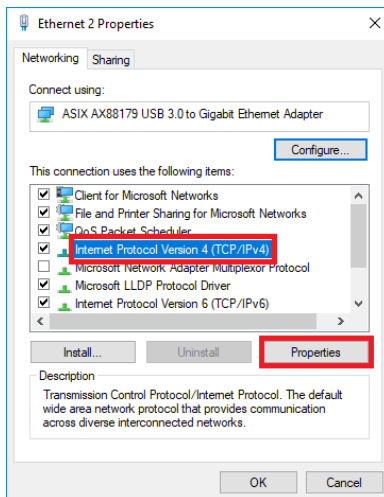 Ethernet 2 Properties
Networking
Sharing
Connect using:
ASIX AX88179 USB 3.0 to Gigabit Ethernet Adapter
Configure...
This connection uses the following items:
Client for Microsoft Networks
File and Printer Sharing for Microsoft Networks
QoS Packet Scheduler
Internet Protocol Version 4 (TCP/IPv4)
Microsoft Network Adapter Multiplexor Protocol
Microsoft LLDP Protocol Driver
Internet Protocol Version 6 (TCP/IPv6)
Install...
Uninstall
Properties
Description
Transmission Control Protocol/Internet Protocol. The default
wide area network protocol that provides communication
across diverse interconnected networks.
OK
Cancel